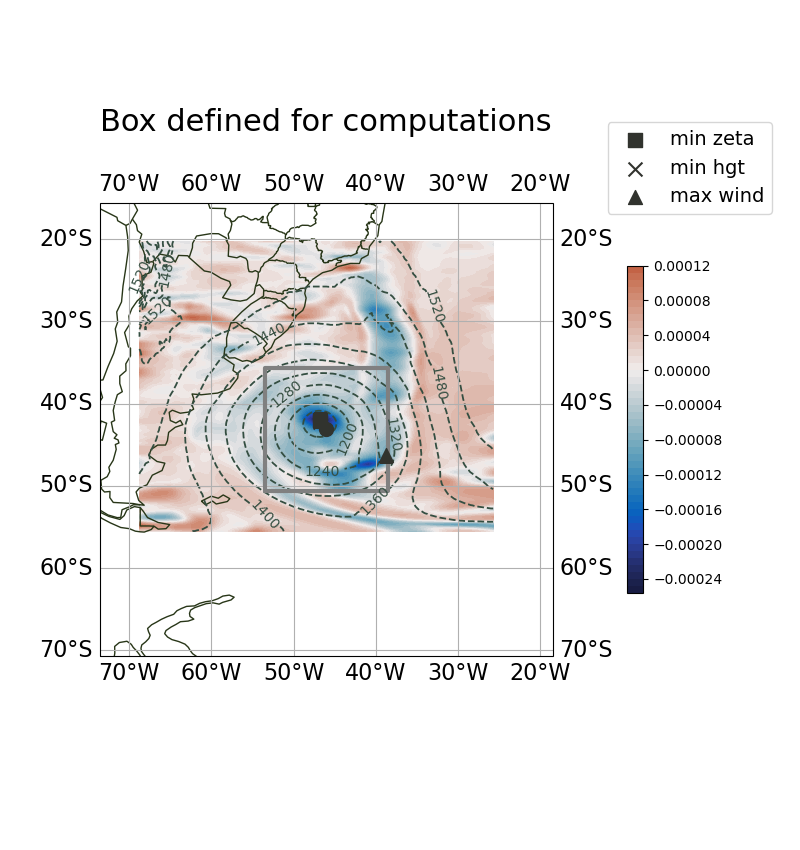 Box defined for computations
min zeta
min hgt
max wind
70°W 60°W 50°W 40°W 30°W 20°W
20°S 20°S
30°S 30°S
40°S 40°S
50°S 50°S
60°S 60°S
70°S 70°S
70°W 60°W 50°W 40°W 30°W 20°W
1520
1480
1520
1520
1440
1480
1280
1320
1200
1240
1360
1400
0.00012
0.00008
0.00004
0.00000
−0.00004
−0.00008
−0.00012
−0.00016
−0.00020
−0.00024